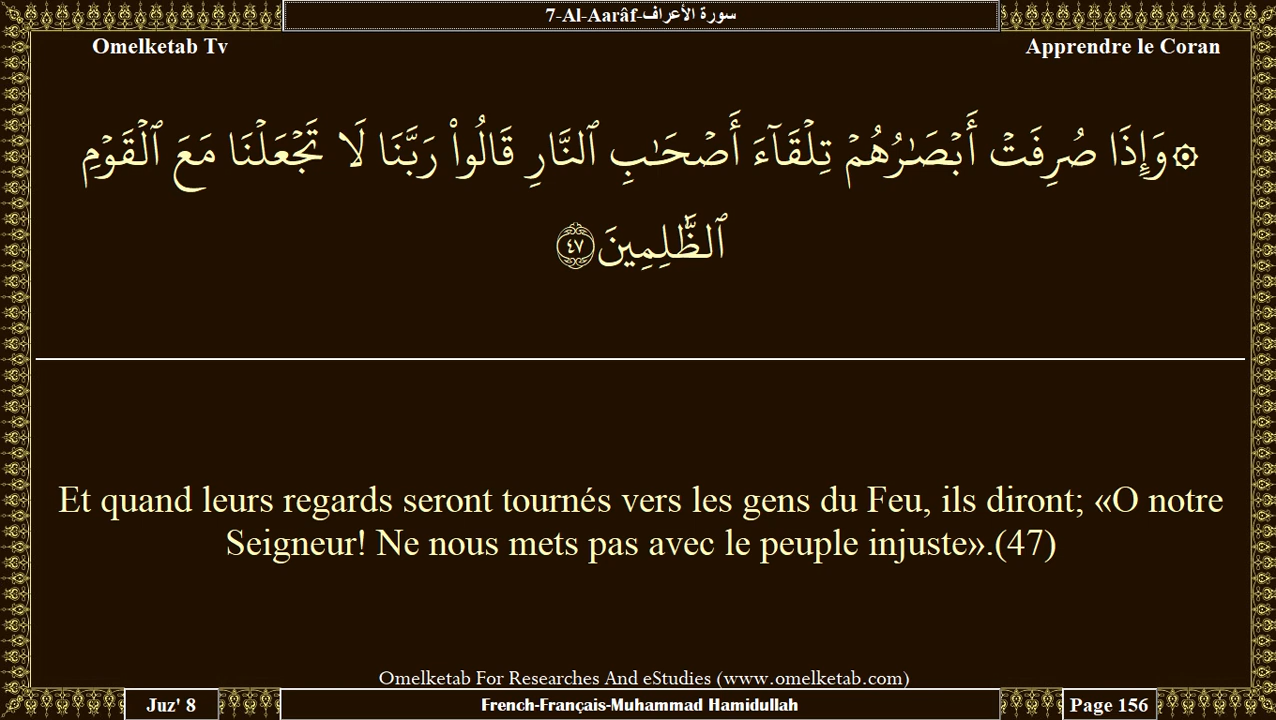 7-Al-Aarâf-سورة الأعراف
Omelketab Tv
Apprendre le Coran
۞وَإِذَا صُرِفَتۡ أَبۡصَٰرُهُمۡ تِلۡقَآءَ أَصۡحَٰبِ ٱلنَّارِ قَالُواْ رَبَّنَا لَا تَجۡعَلۡنَا مَعَ ٱلۡقَوۡمِ
ٱلظَّٰلِمِينَ ٤٧
Et quand leurs regards seront tournés vers les gens du Feu, ils diront; «O notre
Seigneur! Ne nous mets pas avec le peuple injuste».(47)
Omelketab For Researches And eStudies (www.omelketab.com)
Juz' 8
French-Français-Muhammad Hamidullah
Page 156